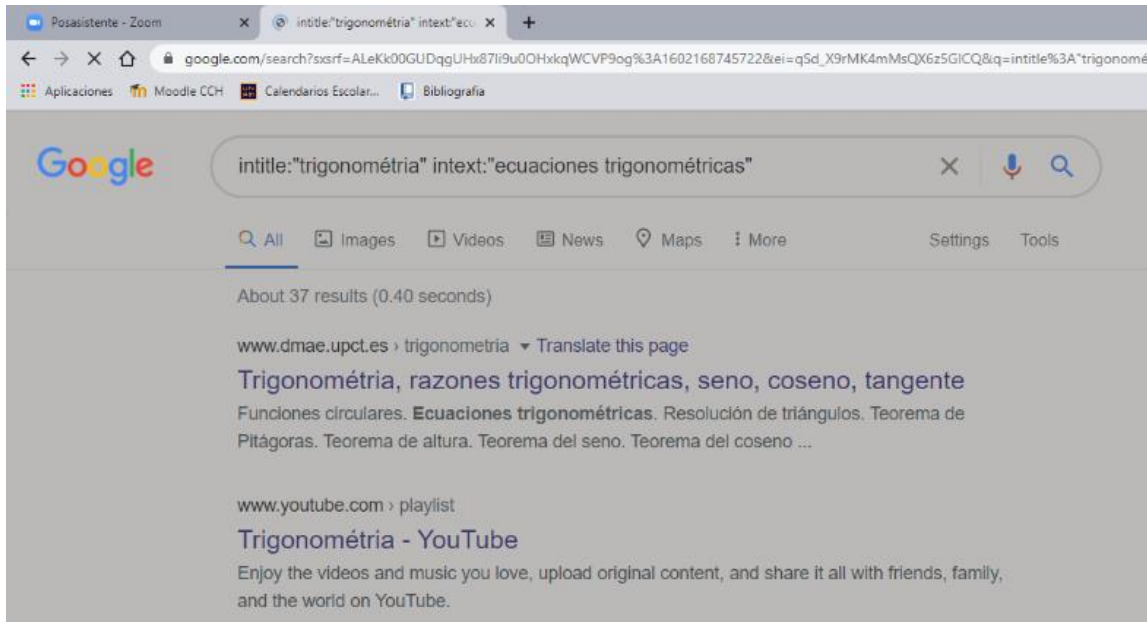 Posasistente - Zoom
intitle:"trigonométria" intext:"ecu
google.com/search?sxsrf=ALeKk00GUDqgUHx87li9u0OHxkqWCVP9og%3A1602168745722&ei=qSd_X9rMK4mMsQX6z5GICQ&q=intitle%3A"trigonomé
Aplicaciones Moodle CCH Calendarios Escolar... Bibliografia
Google
intitle:"trigonométria" intext:"ecuaciones trigonométricas"
All Images Videos News Maps More Settings Tools
About 37 results (0.40 seconds)
www.dmae.upct.es › trigonometria ▾ Translate this page
Trigonométria, razones trigonométricas, seno, coseno, tangente
Funciones circulares. Ecuaciones trigonométricas. Resolución de triángulos. Teorema de
Pitágoras. Teorema de altura. Teorema del seno. Teorema del coseno ...
www.youtube.com › playlist
Trigonométria - YouTube
Enjoy the videos and music you love, upload original content, and share it all with friends, family,
and the world on YouTube.